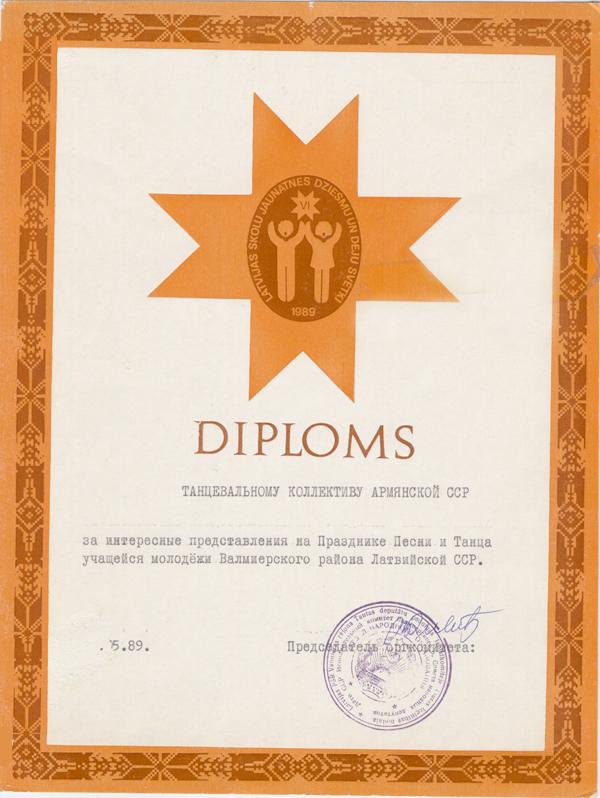 LATVIJAS SKOLU JAUNATNES DZIESMU UN DEJU SVĒTKI
VI
1989
DIPLOMS
ТАНЦЕВАЛЬНОМУ КОЛЛЕКТИВУ АРМЯНСКОЙ ССР
за интересные представления на Празднике Песни и Танца
учащейся молодёжи Валмиерского района Латвийской ССР.
5.89.
Председатель оргкомитета: